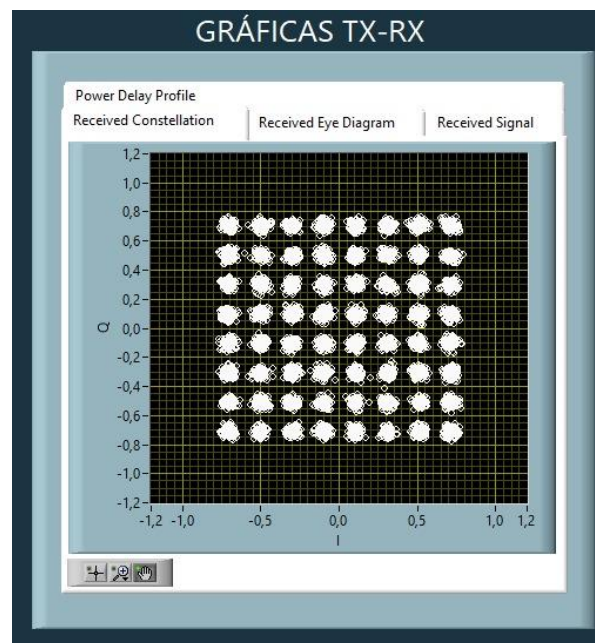 GRÁFICAS TX-RX
Power Delay Profile
Received Constellation
Received Eye Diagram
Received Signal
1,2
1,0
0,8
0,6
0,4
0,2
0,0
-0,2
-0,4
-0,6
-0,8
-1,0
-1,2
Q
-1,2 -1,0 -0,5 0,0 0,5 1,0 1,2
I